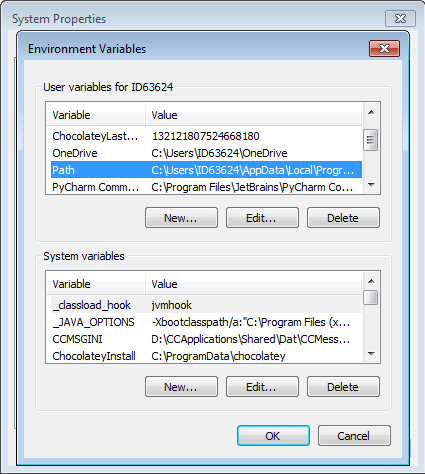 System Properties
Environment Variables
User variables for ID63624
Variable Value
ChocolateyLast... 132121807524668180
OneDrive C:\Users\ID63624\OneDrive
Path C:\Users\ID63624\AppData\Local\Progr...
PyCharm Comm... C:\Program Files\JetBrains\PyCharm Co...
New... Edit... Delete
System variables
Variable Value
_classload_hook jvmhook
_JAVA_OPTIONS -Xbootclasspath/a:"C:\Program Files (x...
CCMSGINI D:\CCApplications\Shared\Dat\CCMess...
ChocolateyInstall C:\ProgramData\chocolatey
New... Edit... Delete
OK Cancel